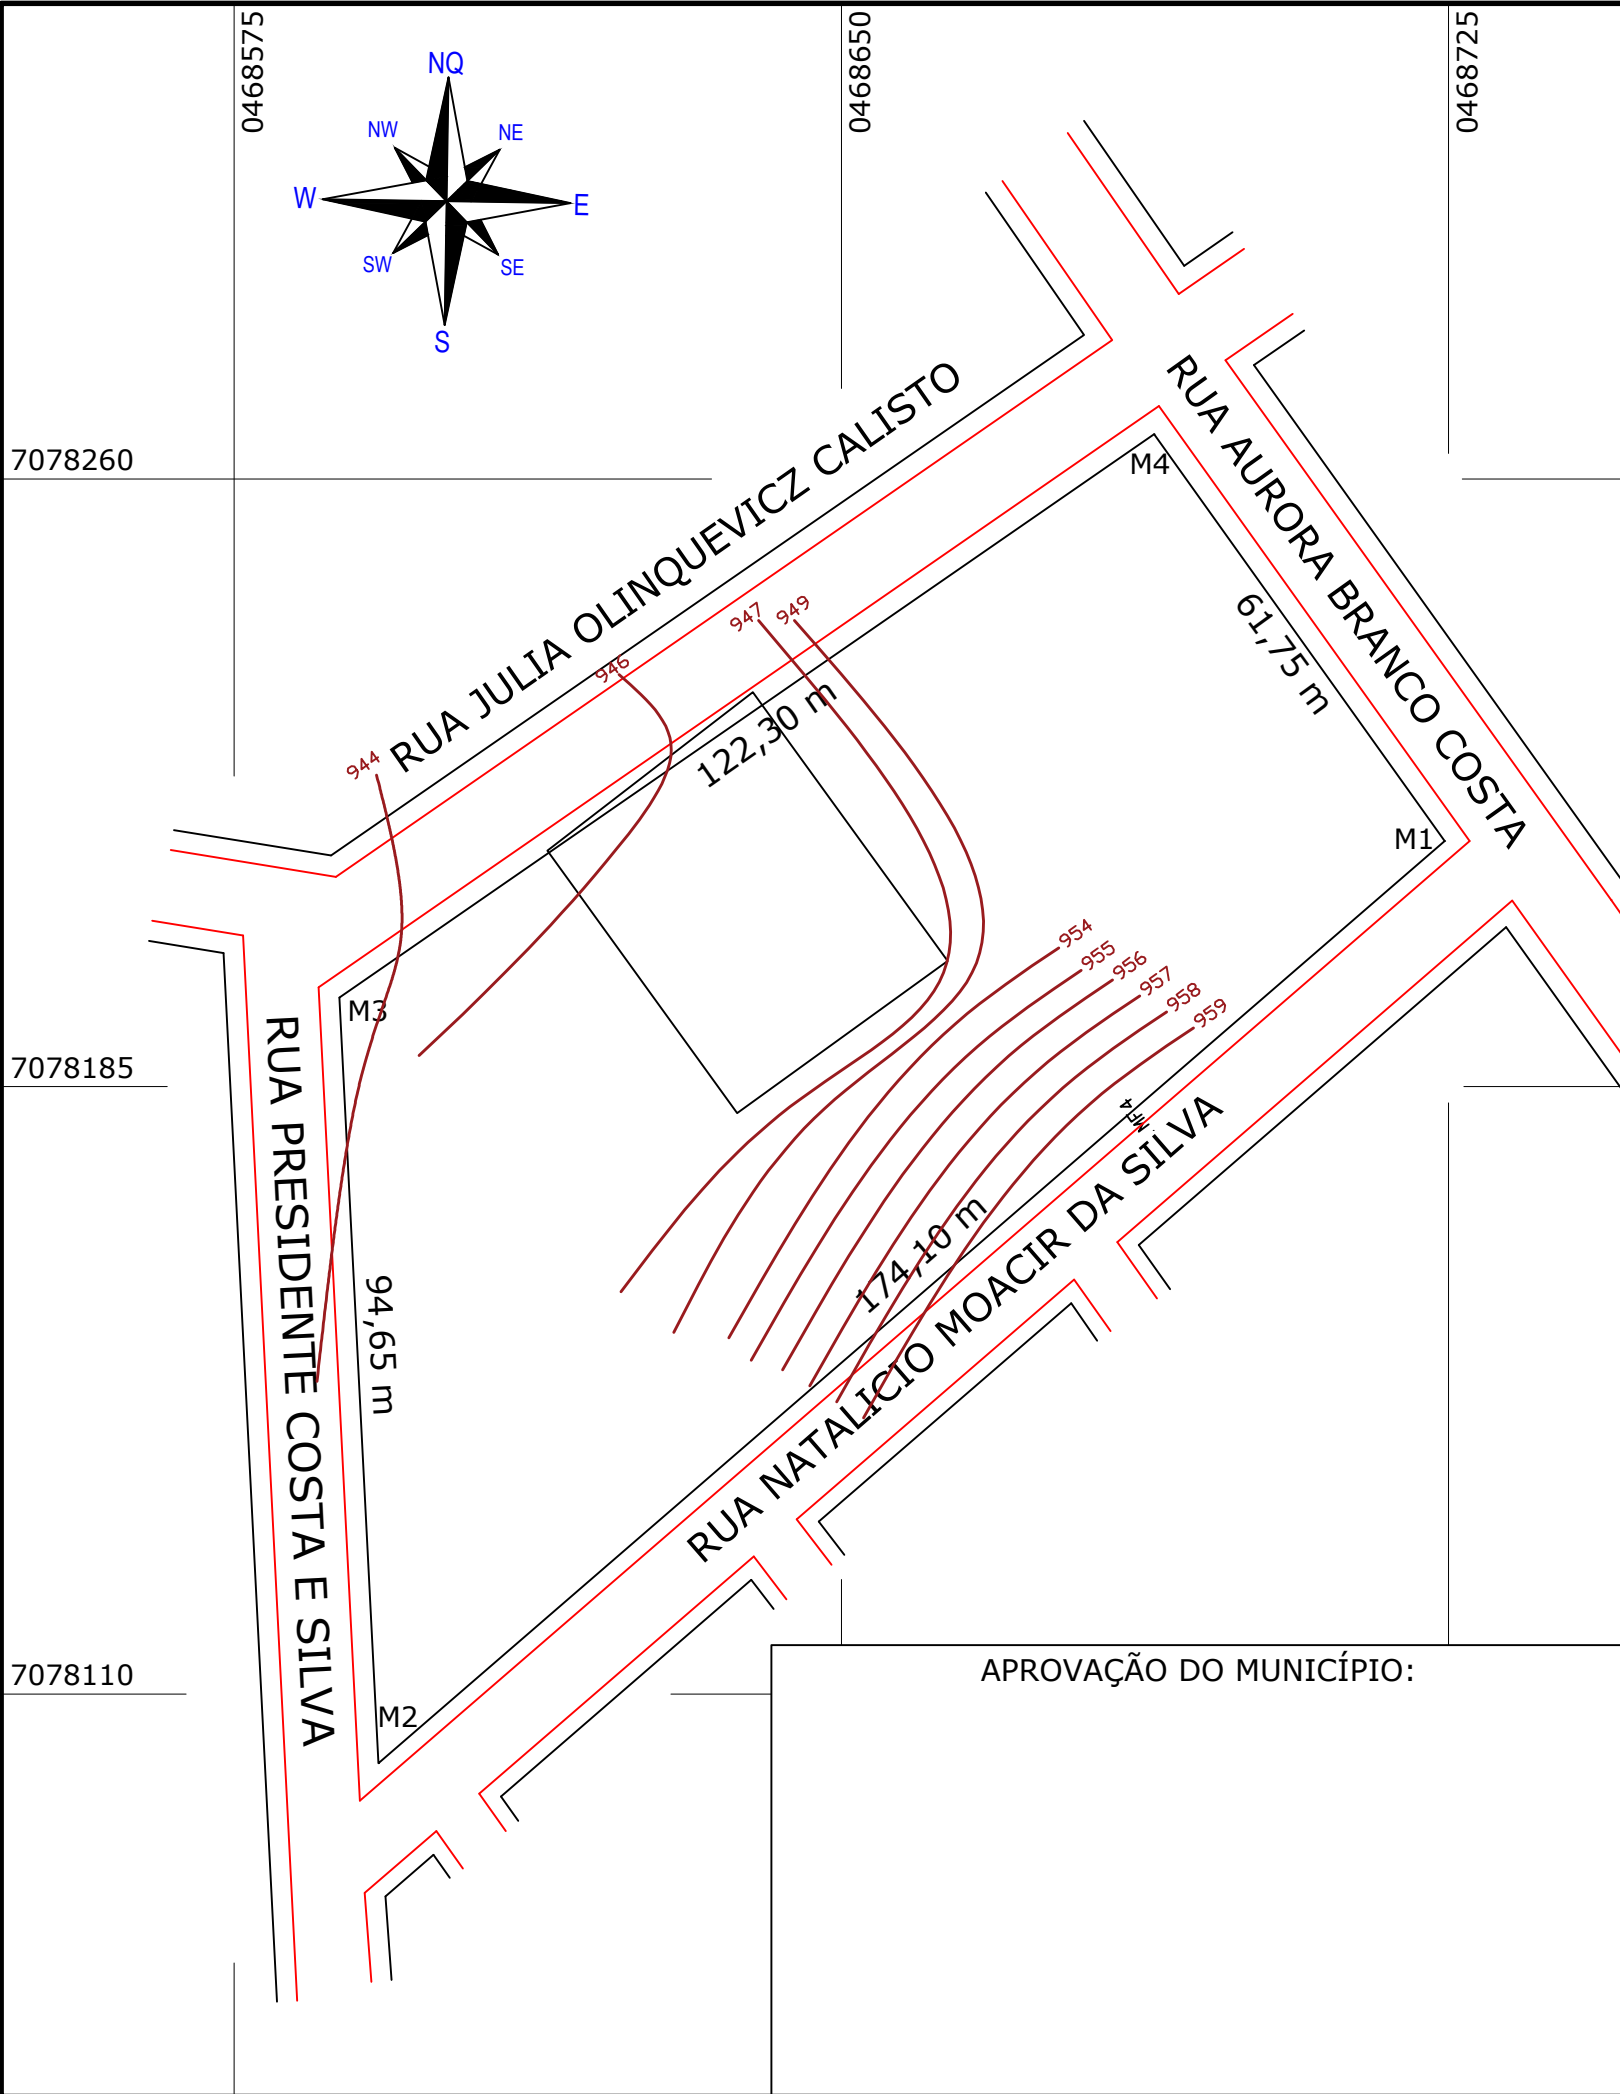 0468575
0468650
0468725
NQ
NW
NE
W
E
SW
SE
S
7078260
RUA JULIA OLINQUEVICZ CALISTO
RUA AURORA BRANCO COSTA
M4
61,75 m
947
949
946
122,30 m
944
M1
954
955
956
957
958
959
M3
7078185
MF4
RUA PRESIDENTE COSTA E SILVA
94,65 m
174,10 m
RUA NATALICIO MOACIR DA SILVA
7078110
M2
APROVAÇÃO DO MUNICÍPIO: